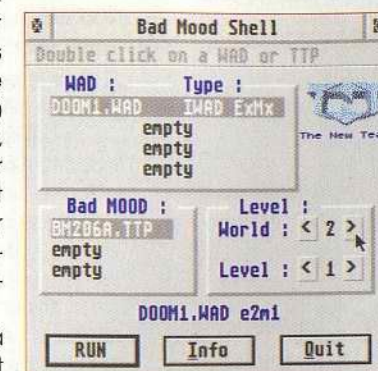 Bad Mood Shell
Double click on a WAD or TTP
WAD : Type :
DOOM1.WAD IWAD ExMx
empty
empty
empty
The New
Bad MOOD :
BM206A.TTP
empty
empty
Level :
World : < 2 >
Level : < 1 >
DOOM1.WAD e2m1
RUN Info Quit